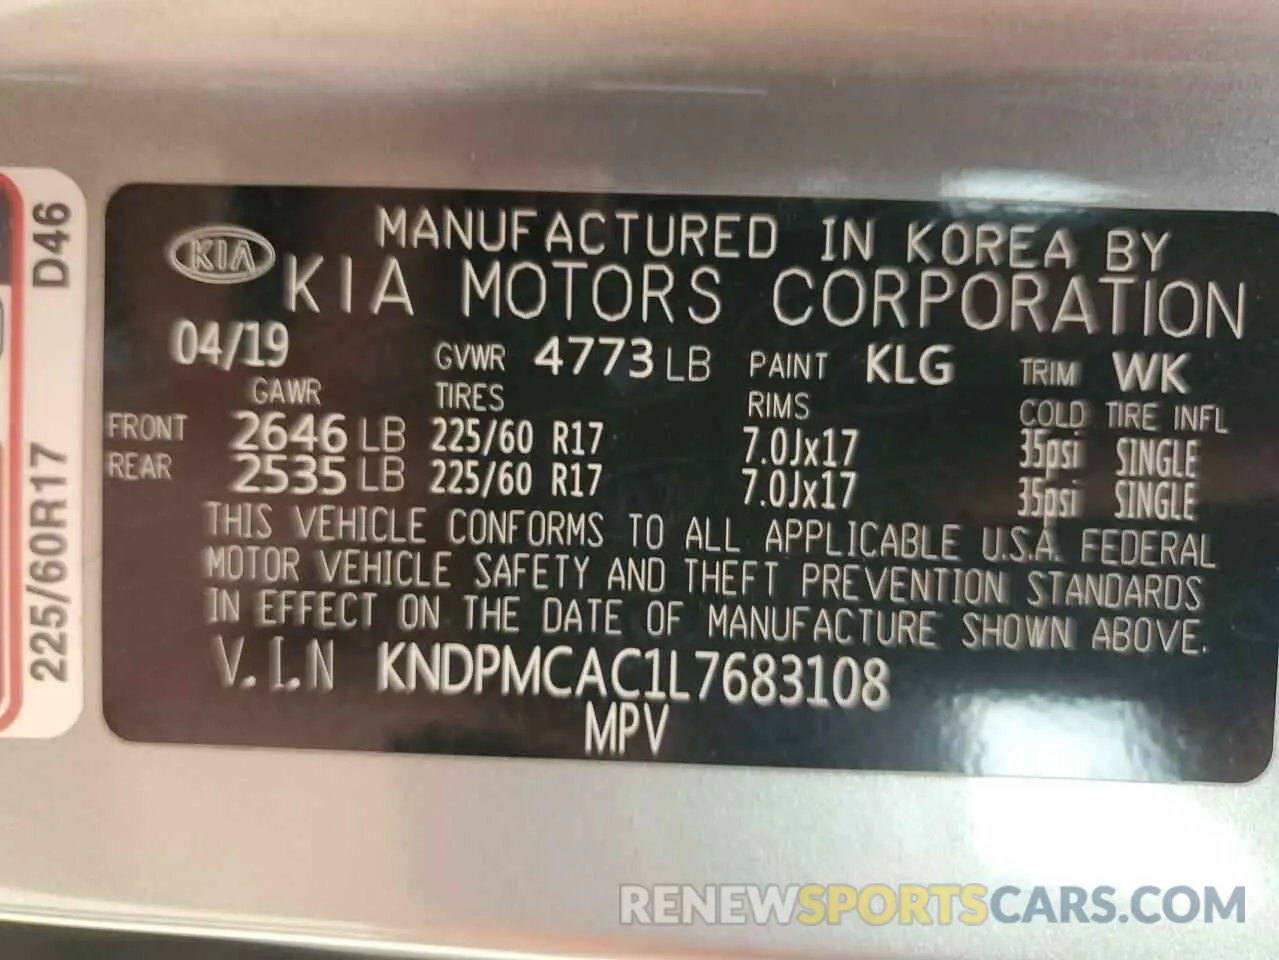 D46
225/60R17
MANUFACTURED IN KOREA BY
KIA
KIA MOTORS CORPORATION
04/19 GVWR 4773 LB PAINT KLG TRIM WK
GAWR TIRES RIMS COLD TIRE INFL
FRONT 2646 LB 225/60 R17 7.0Jx17 35psi SINGLE
REAR 2535 LB 225/60 R17 7.0Jx17 35psi SINGLE
THIS VEHICLE CONFORMS TO ALL APPLICABLE U.S.A. FEDERAL
MOTOR VEHICLE SAFETY AND THEFT PREVENTION STANDARDS
IN EFFECT ON THE DATE OF MANUFACTURE SHOWN ABOVE.
V.I.N KNDPMCAC1L7683108
MPV
RENEWSPORTSCARS.COM